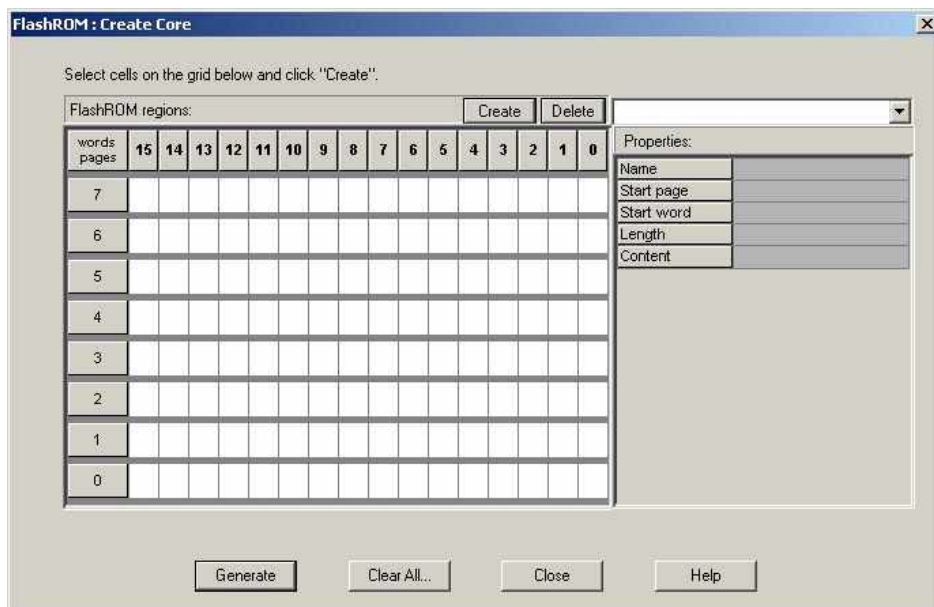 FlashROM : Create Core
Select cells on the grid below and click "Create".
FlashROM regions:
Create
Delete
words
pages
15 14 13 12 11 10 9 8 7 6 5 4 3 2 1 0
7
6
5
4
3
2
1
0
Properties:
Name
Start page
Start word
Length
Content
Generate
Clear All...
Close
Help